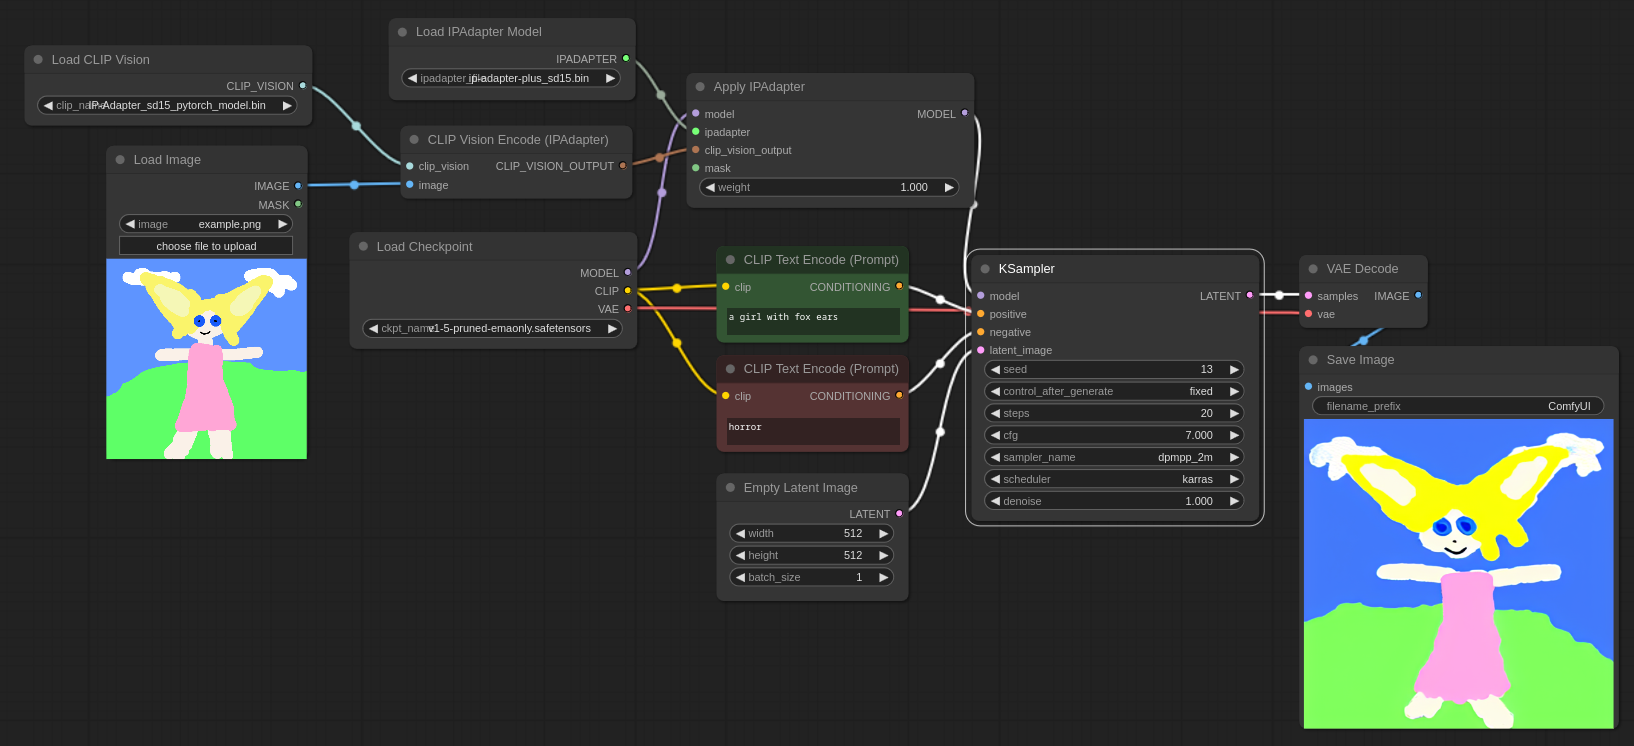 Load CLIP Vision
CLIP_VISION
IP-Adapter_sd15_pytorch_model.bin
Load Image
IMAGE
MASK
image example.png
choose file to upload
Load IPAdapter Model
IPADAPTER
ip-adapter-plus_sd15.bin
CLIP Vision Encode (IPAdapter)
clip_vision CLIP_VISION_OUTPUT
image
Load Checkpoint
MODEL
CLIP
VAE
v1-5-pruned-emaonly.safetensors
Apply IPAdapter
model MODEL
ipadapter
clip_vision_output
mask
weight 1.000
CLIP Text Encode (Prompt)
clip CONDITIONING
a girl with fox ears
CLIP Text Encode (Prompt)
clip CONDITIONING
horror
Empty Latent Image
LATENT
width 512
height 512
batch_size 1
KSampler
model LATENT
positive
negative
latent_image
seed 13
control_after_generate fixed
steps 20
cfg 7.000
sampler_name dpmpp_2m
scheduler karras
denoise 1.000
VAE Decode
samples IMAGE
vae
Save Image
images
filename_prefix ComfyUI